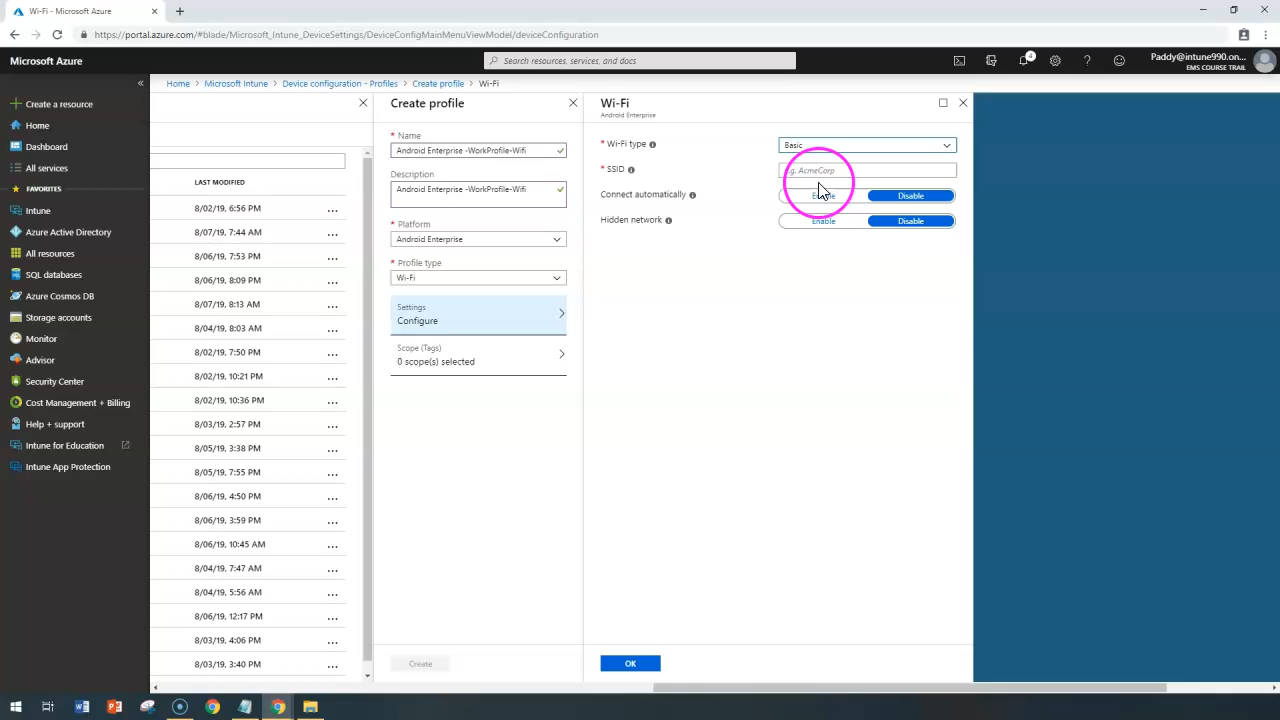 Wi-Fi - Microsoft Azure
https://portal.azure.com/#blade/Microsoft_Intune_DeviceSettings/DeviceConfigMainMenuViewModel/deviceConfiguration
Microsoft Azure
Search resources, services, and docs
4
Paddy@intune990.on...
EMS COURSE TRAIL
Home > Microsoft Intune > Device configuration - Profiles > Create profile > Wi-Fi
Create a resource
Home
Dashboard
All services
FAVORITES
Intune
Azure Active Directory
All resources
SQL databases
Azure Cosmos DB
Storage accounts
Monitor
Advisor
Security Center
Cost Management + Billing
Help + support
Intune for Education
Intune App Protection
LAST MODIFIED
8/02/19, 6:56 PM ...
8/07/19, 7:44 AM ...
8/06/19, 7:53 PM ...
8/06/19, 8:09 PM ...
8/07/19, 8:13 AM ...
8/04/19, 8:03 AM ...
8/02/19, 7:50 PM ...
8/02/19, 10:21 PM ...
8/02/19, 10:36 PM ...
8/03/19, 2:57 PM ...
8/05/19, 3:38 PM ...
8/05/19, 7:55 PM ...
8/06/19, 4:50 PM ...
8/06/19, 3:59 PM ...
8/06/19, 10:45 AM ...
8/04/19, 7:47 AM ...
8/04/19, 5:56 AM ...
8/06/19, 12:17 PM ...
8/03/19, 4:06 PM ...
8/03/19, 3:40 PM ...
Create profile
* Name
Android Enterprise -WorkProfile-Wifi
Description
Android Enterprise -WorkProfile-Wifi
* Platform
Android Enterprise
* Profile type
Wi-Fi
Settings
Configure
Scope (Tags)
0 scope(s) selected
Create
Wi-Fi
Android Enterprise
* Wi-Fi type
Basic
* SSID
e.g. AcmeCorp
Connect automatically
Enable Disable
Hidden network
Enable Disable
OK